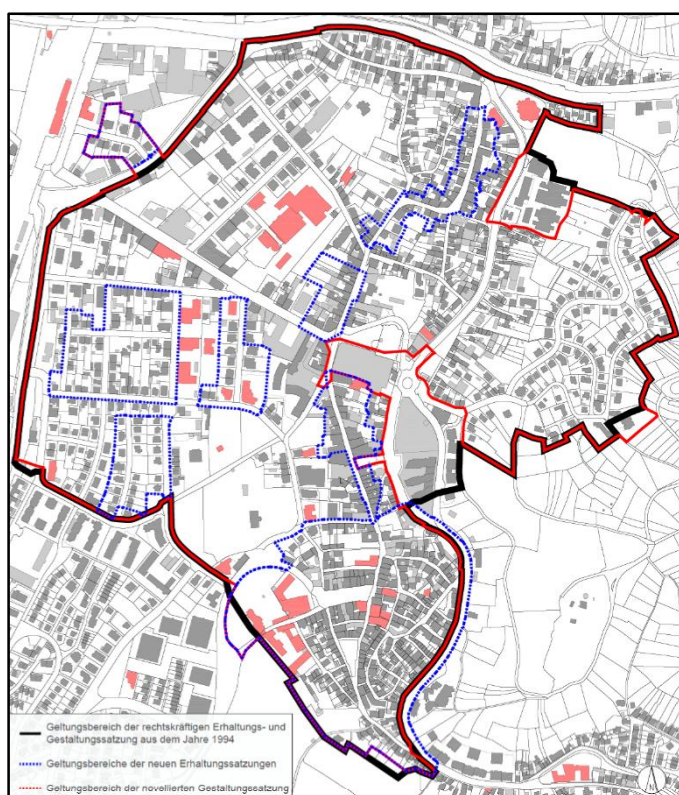 Geltungsbereich der rechtskräftigen Erhaltungs- und
Gestaltungssatzung aus dem Jahre 1994
Geltungsbereiche der neuen Erhaltungssatzungen
Geltungsbereich der novellierten Gestaltungssatzung
N